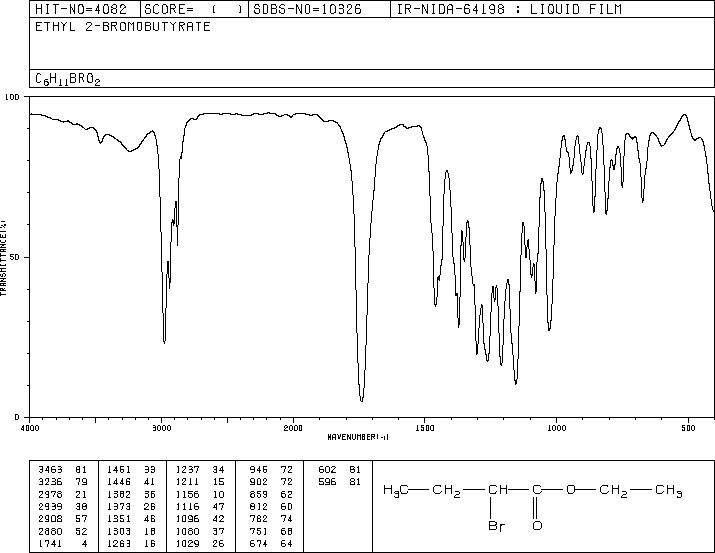 HIT-NO=4082 SCORE= ( ) SDBS-NO=10326 IR-NIDA-64198 : LIQUID FILM
ETHYL 2-BROMOBUTYRATE
C6H11BRO2
100
50
0
TRANSMITTANCE(%)
4000 3000 2000 1500 1000 500
WAVENUMBER(-1)
3463 81 1461 33 1237 34 945 72 602 81
3236 79 1446 41 1211 15 902 72 596 81
2978 21 1382 36 1156 10 859 62
2939 38 1373 26 1116 47 812 60
2908 57 1351 46 1096 42 782 74
2880 52 1303 18 1080 37 751 68
1741 4 1263 16 1029 26 674 64
H3C CH2 CH C O CH2 CH3
Br O